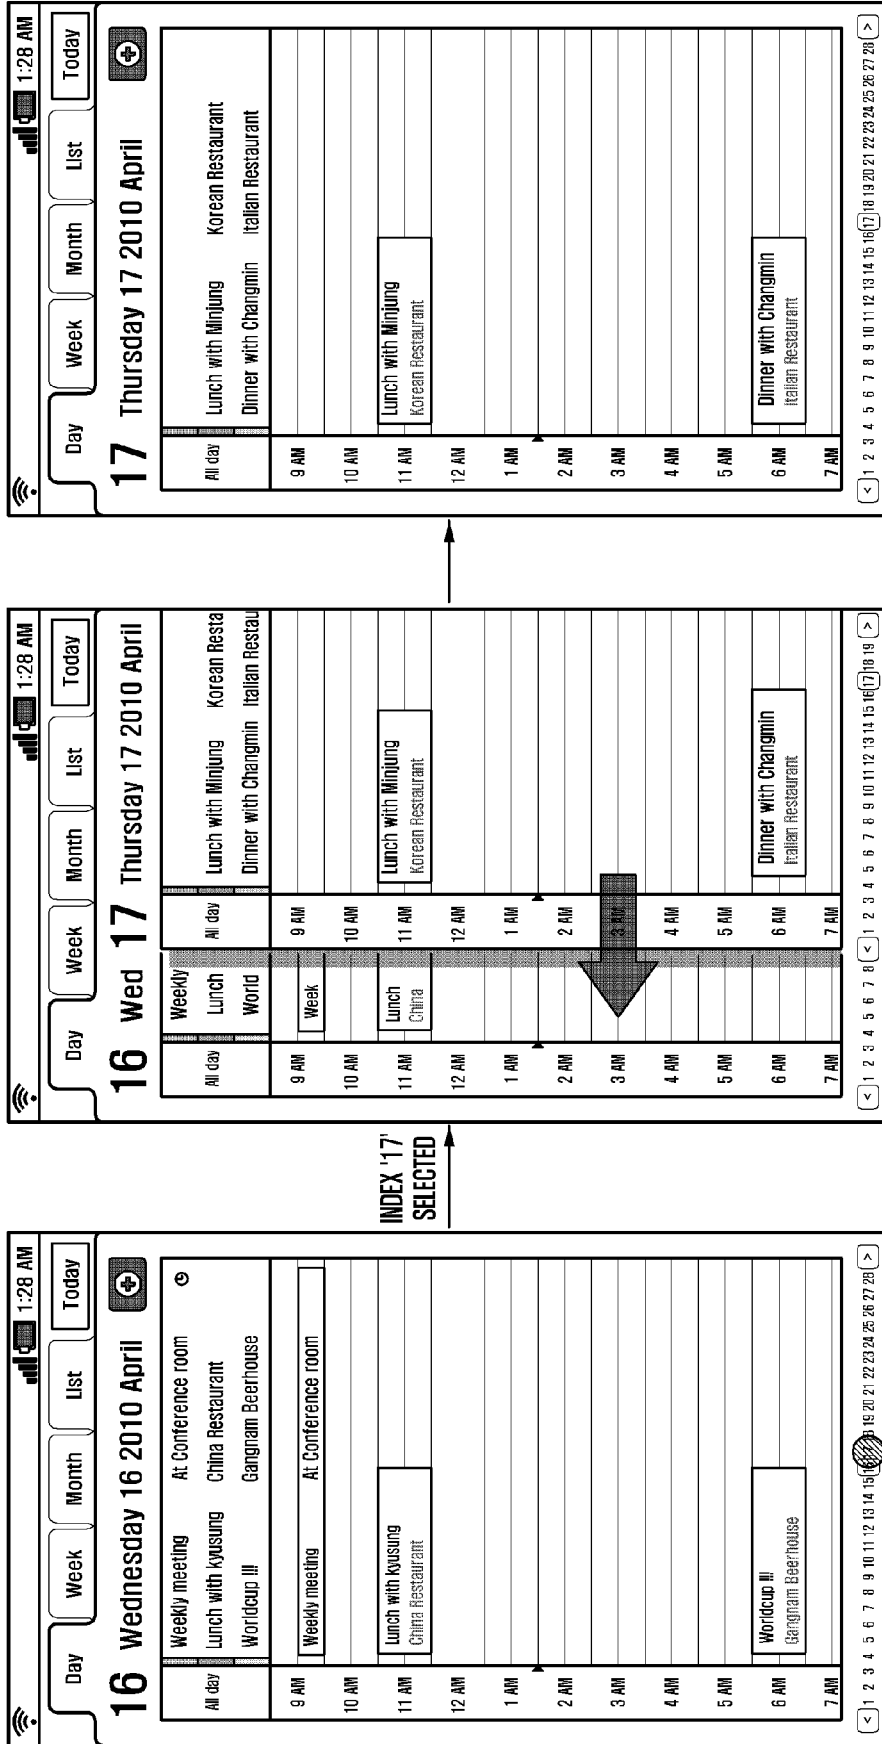 1:28 AM
Day Week Month List Today
16 Wednesday 16 2010 April
All day
Weekly meeting At Conference room
Lunch with kyusung China Restaurant
Worldcup !!! Gangnam Beerhouse
9 AM
Weekly meeting At Conference room
10 AM
11 AM
Lunch with kyusung
China Restaurant
12 AM
1 AM
2 AM
3 AM
4 AM
5 AM
6 AM
Worldcup !!!
Gangnam Beerhouse
7 AM
< 1 2 3 4 5 6 7 8 9 10 11 12 13 14 15 19 20 21 22 23 24 25 26 27 28 >
INDEX '17'
SELECTED
1:28 AM
Day Week Month List Today
16 Wed 17 Thursday 17 2010 April
All day
Weekly
Lunch
World
All day
Lunch with Minjung Korean Resta
Dinner with Changmin Italian Restau
9 AM Week 9 AM
10 AM 10 AM
11 AM 11 AM
Lunch
China
Lunch with Minjung
Korean Restaurant
12 AM 12 AM
1 AM 1 AM
2 AM 2 AM
3 AM 3 AM
4 AM 4 AM
5 AM 5 AM
6 AM 6 AM
Dinner with Changmin
Italian Restaurant
7 AM 7 AM
< 1 2 3 4 5 6 7 8 < 1 2 3 4 5 6 7 8 9 10 11 12 13 14 15 16 17 18 19 >
1:28 AM
Day Week Month List Today
17 Thursday 17 2010 April
All day
Lunch with Minjung Korean Restaurant
Dinner with Changmin Italian Restaurant
9 AM
10 AM
11 AM
Lunch with Minjung
Korean Restaurant
12 AM
1 AM
2 AM
3 AM
4 AM
5 AM
6 AM
Dinner with Changmin
Italian Restaurant
7 AM
< 1 2 3 4 5 6 7 8 9 10 11 12 13 14 15 16 17 18 19 20 21 22 23 24 25 26 27 28 >